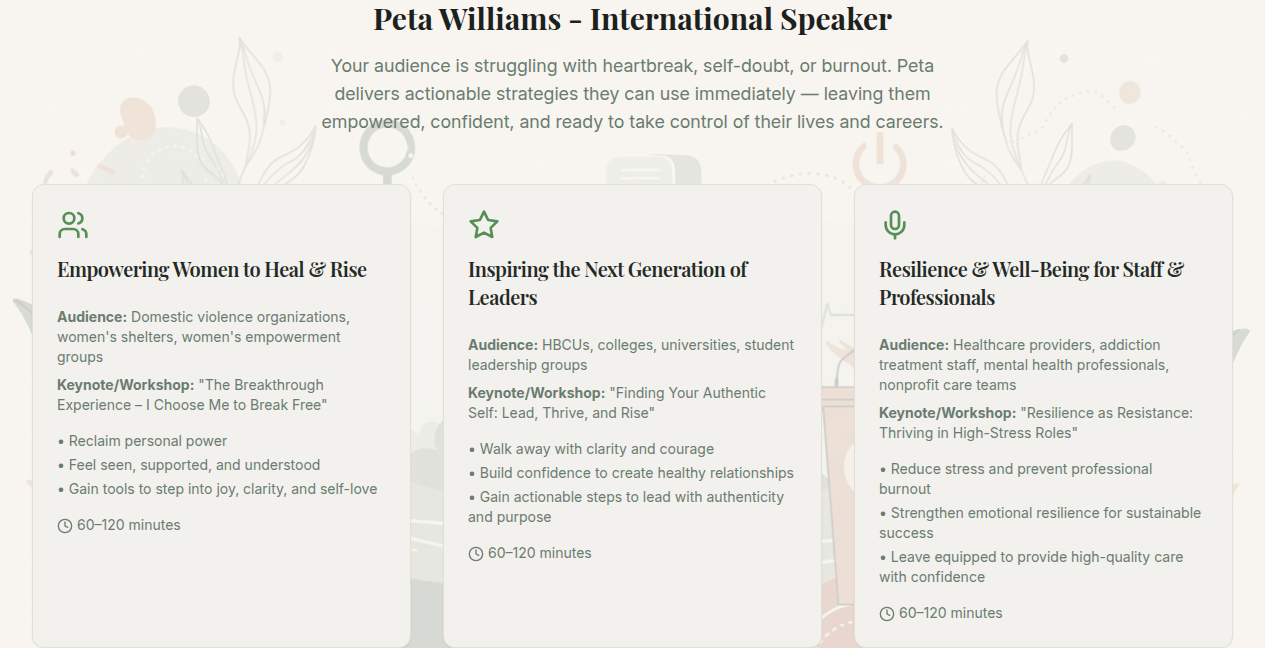 Peta Williams - International Speaker
Your audience is struggling with heartbreak, self-doubt, or burnout. Peta
delivers actionable strategies they can use immediately — leaving them
empowered, confident, and ready to take control of their lives and careers.
Empowering Women to Heal & Rise
Audience: Domestic violence organizations,
women's shelters, women's empowerment
groups
Keynote/Workshop: "The Breakthrough
Experience – I Choose Me to Break Free"
• Reclaim personal power
• Feel seen, supported, and understood
• Gain tools to step into joy, clarity, and self-love
60–120 minutes
Inspiring the Next Generation of
Leaders
Audience: HBCUs, colleges, universities, student
leadership groups
Keynote/Workshop: "Finding Your Authentic
Self: Lead, Thrive, and Rise"
• Walk away with clarity and courage
• Build confidence to create healthy relationships
• Gain actionable steps to lead with authenticity
and purpose
60–120 minutes
Resilience & Well-Being for Staff &
Professionals
Audience: Healthcare providers, addiction
treatment staff, mental health professionals,
nonprofit care teams
Keynote/Workshop: "Resilience as Resistance:
Thriving in High-Stress Roles"
• Reduce stress and prevent professional
burnout
• Strengthen emotional resilience for sustainable
success
• Leave equipped to provide high-quality care
with confidence
60–120 minutes